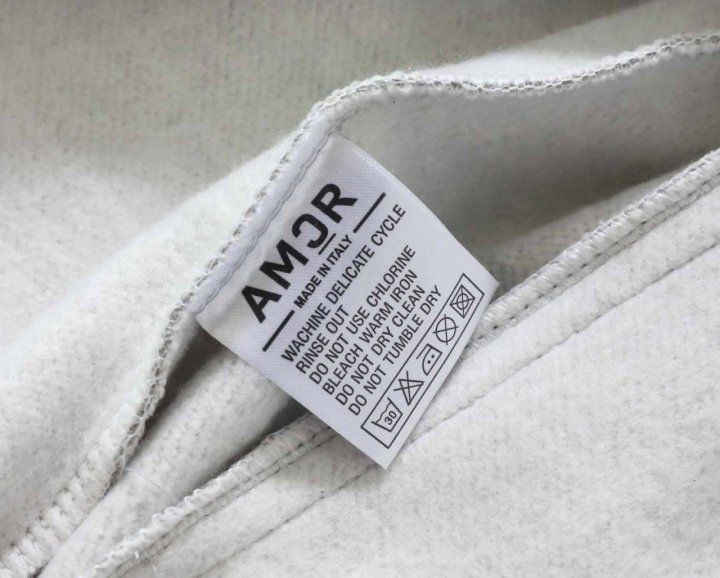 AMOR
MADE IN ITALY
WACHINE DELICATE CYCLE
RINSE OUT
DO NOT USE CHLORINE
BLEACH WARM IRON
DO NOT DRY CLEAN
DO NOT TUMBLE DRY
30